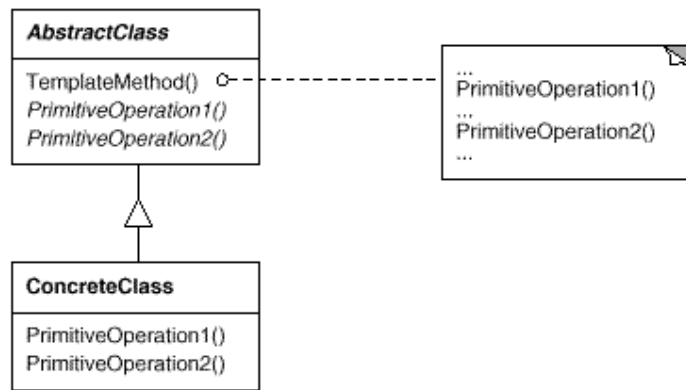 AbstractClass
TemplateMethod()
PrimitiveOperation1()
PrimitiveOperation2()
...
PrimitiveOperation1()
...
PrimitiveOperation2()
...
ConcreteClass
PrimitiveOperation1()
PrimitiveOperation2()